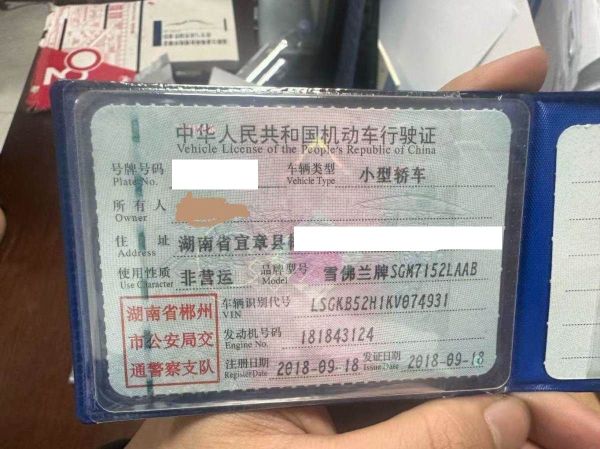 中华人民共和国机动车行驶证
Vehicle License of the People's Republic of China
号牌号码
Plate No.
车辆类型 小型轿车
Vehicle Type
所有人
Owner
住址 湖南省宜章县
Address
使用性质 非营运 品牌型号 雪佛兰牌SGM7152LAAB
Use Character Model
湖南省郴州
市公安局交
通警察支队
车辆识别代号 LSGKB52H1KV074931
VIN
发动机号码 181843124
Engine No.
注册日期 2018-09-18 发证日期 2018-09-18
Register Date Issue Date